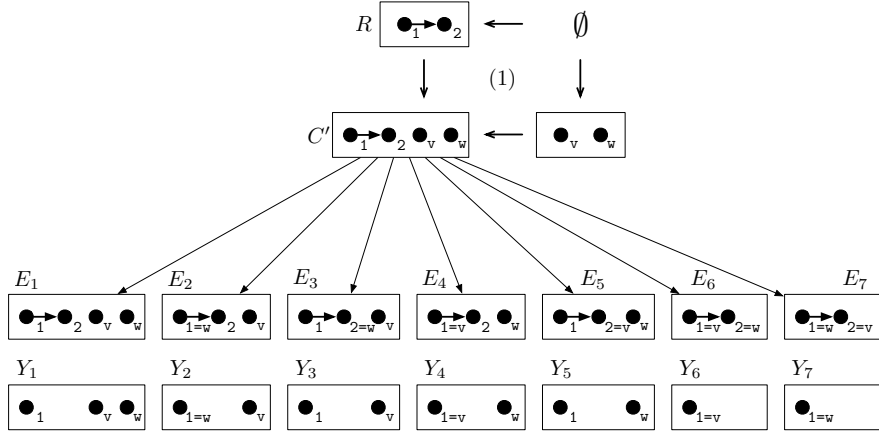 R 1 2 ∅
(1)
C′ 1 2 v w v w
E₁ E₂ E₃ E₄ E₅ E₆ E₇
1 2 v w 1=w 2 v 1 2=w v 1=v 2 w 1 2=v w 1=v 2=w 1=w 2=v
Y₁ Y₂ Y₃ Y₄ Y₅ Y₆ Y₇
1 v w 1=w v 1 v 1=v w 1 w 1=v 1=w